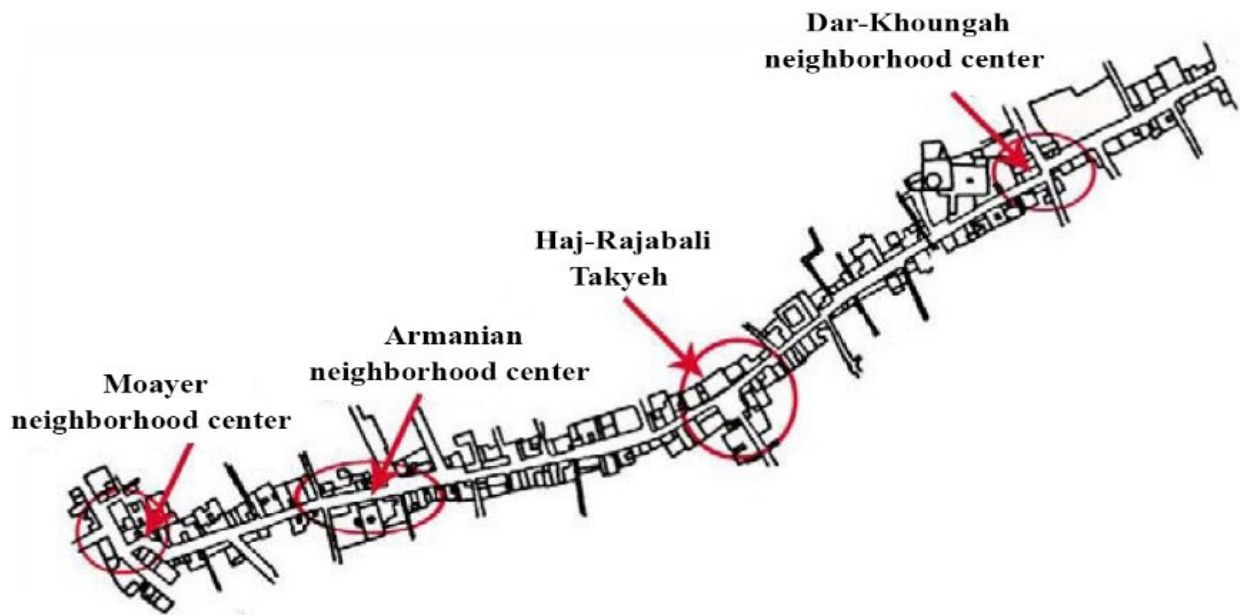 Dar-Khoungah
neighborhood center
Haj-Rajabali
Takyeh
Armanian
neighborhood center
Moayer
neighborhood center